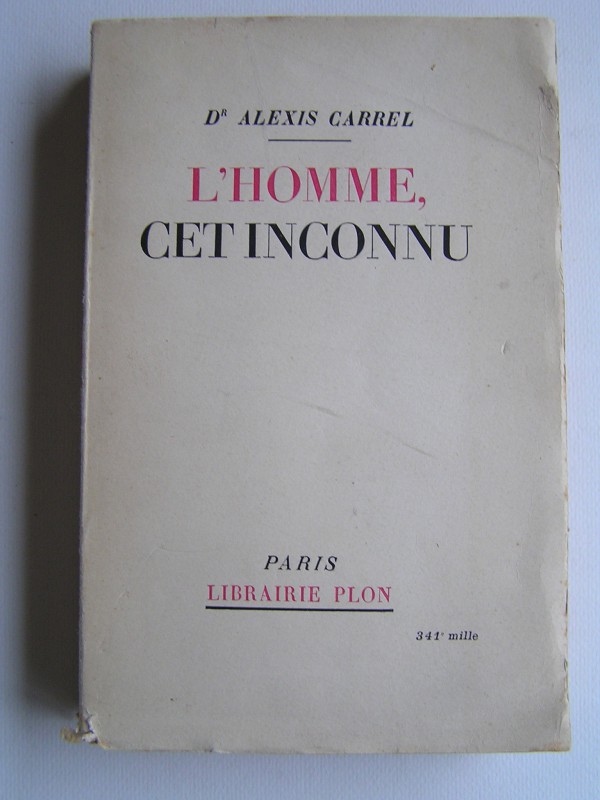 Dᴿ ALEXIS CARREL
L'HOMME,
CET INCONNU
PARIS
LIBRAIRIE PLON
341ᵉ mille